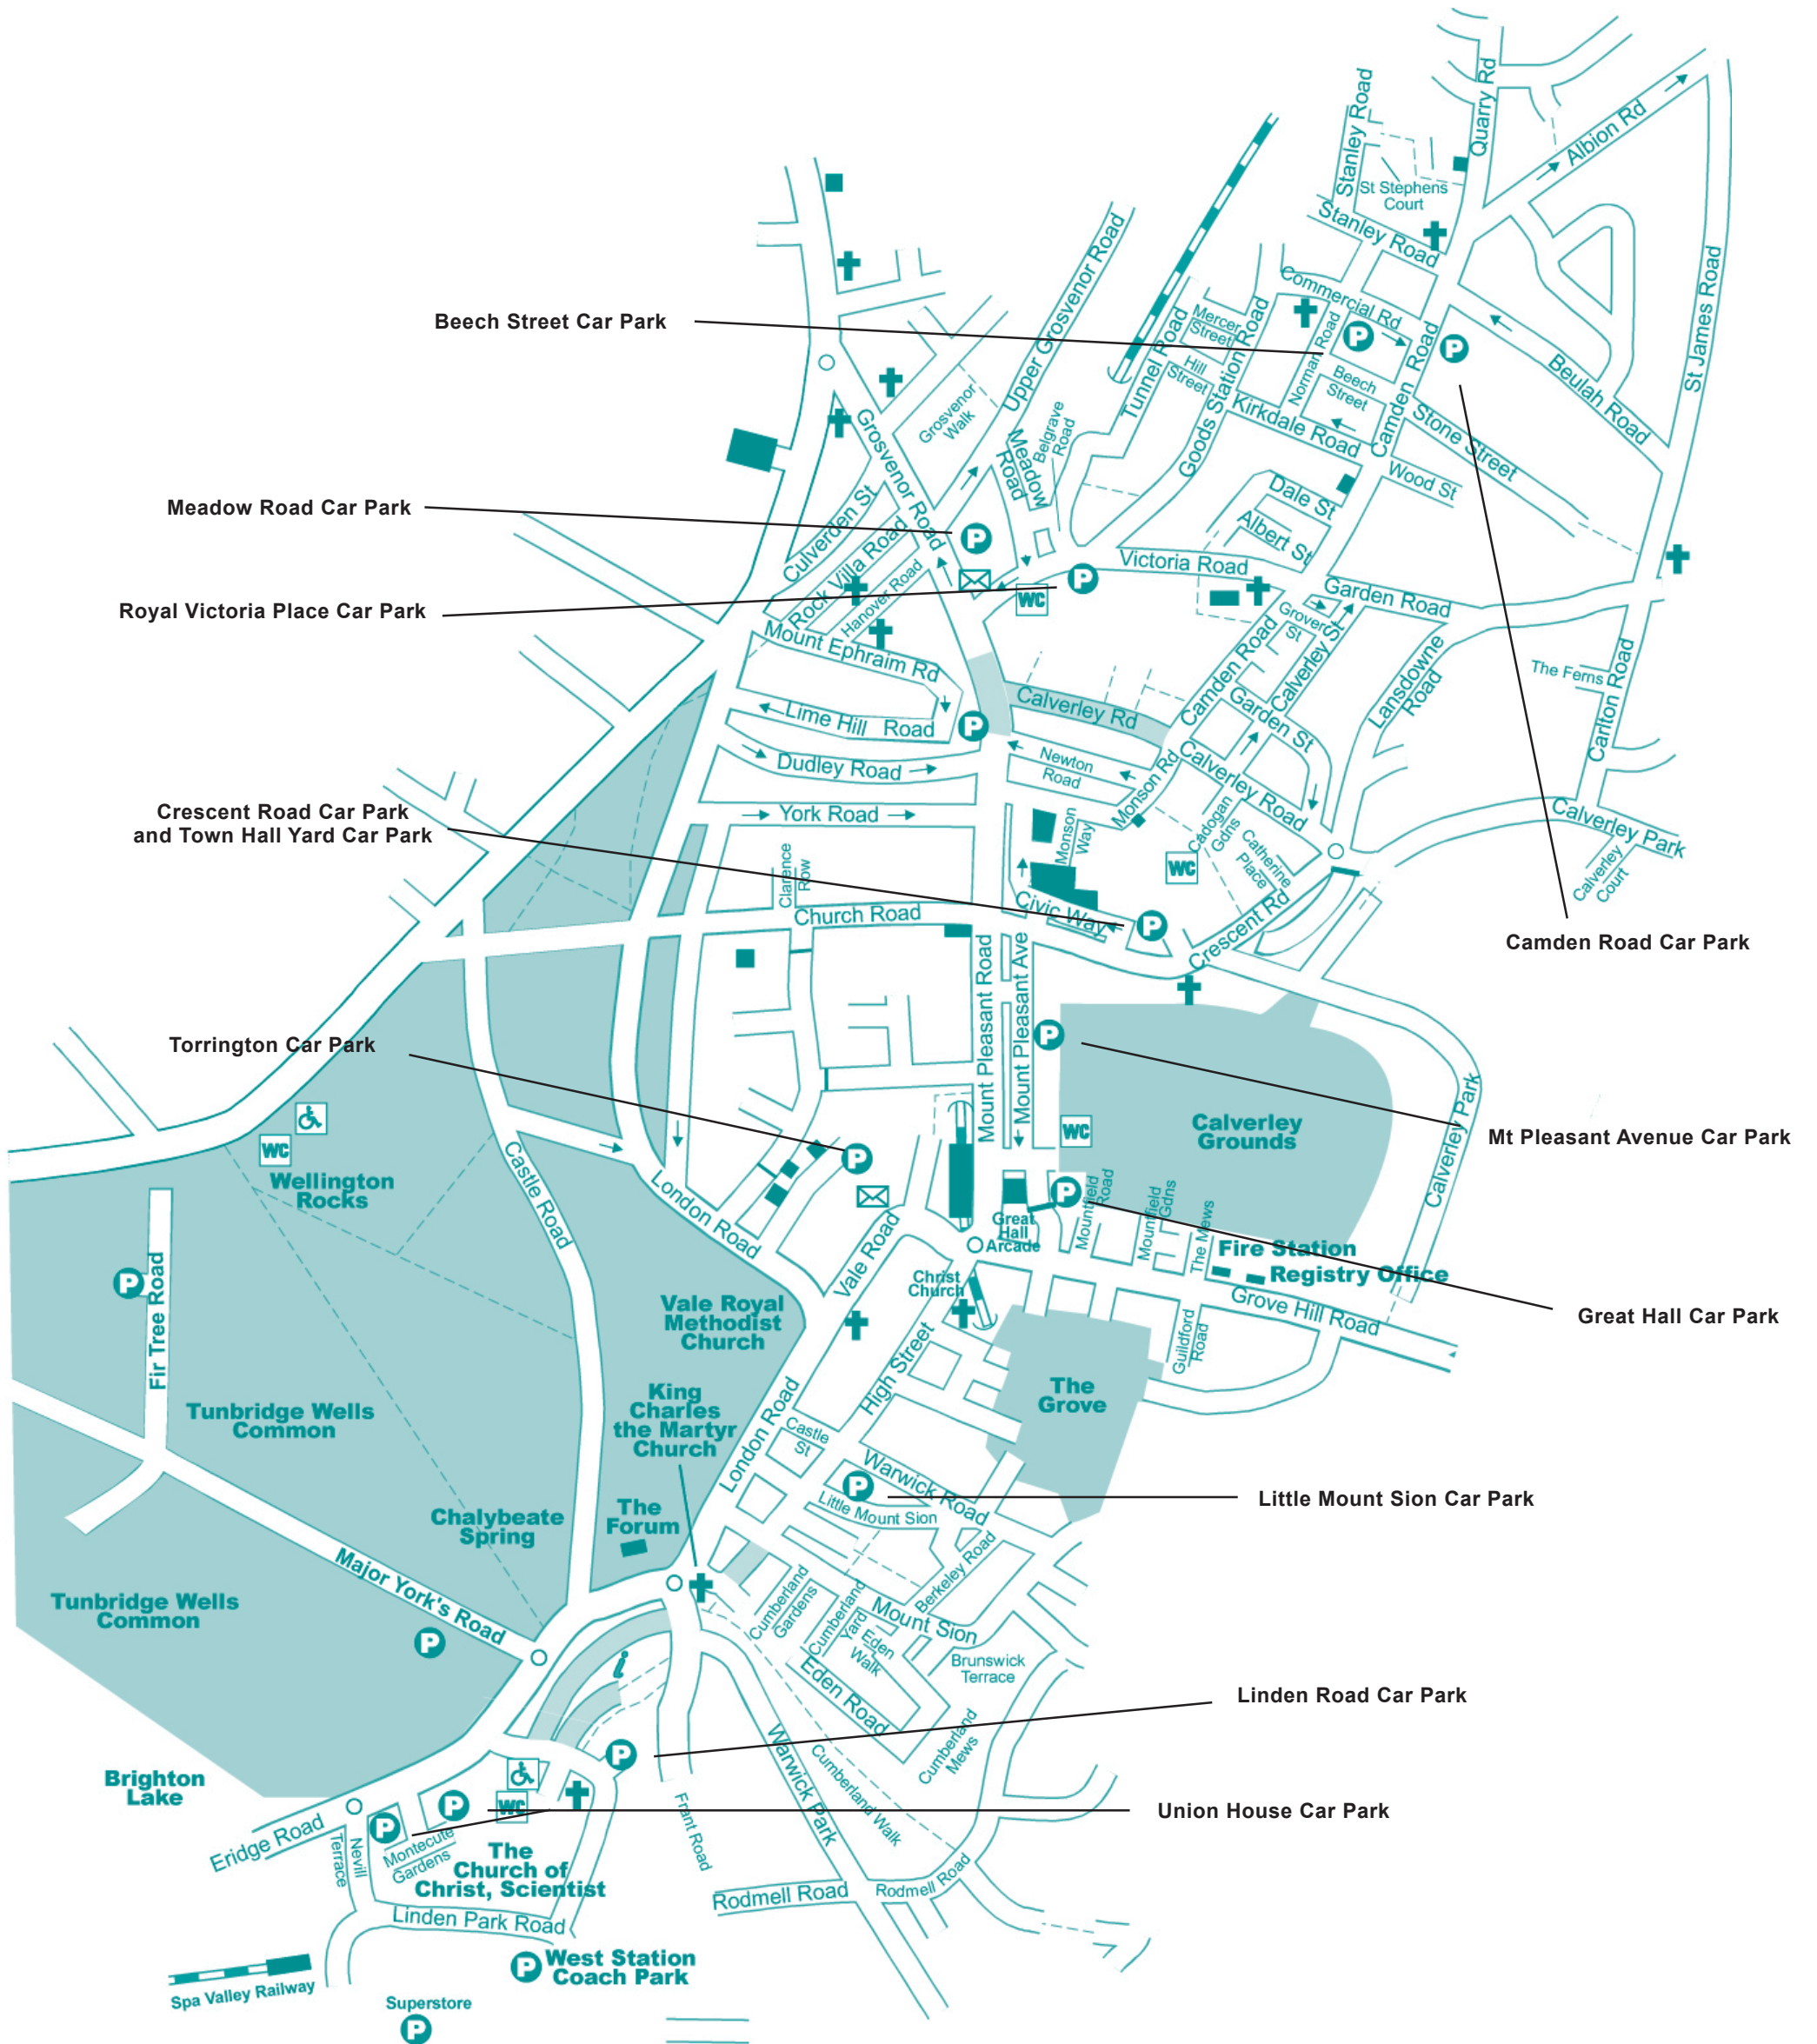 Quarry Rd
Albion Rd
Stanley Road
St Stephens
Court
Stanley Road
St James Road
Upper Grosvenor Road
Commercial Rd
Beech Street Car Park
Mercer
Street
Tunnel Road
Hill
Street
Goods Station Road
Norman Road
P
P
Camden Road
Beech
Street
Beulah Road
Grosvenor
Walk
Grosvenor Road
Meadow
Road
Belgrave
Road
Kirkdale Road
Stone Street
Wood St
Dale St
Albert St
Meadow Road Car Park
Culverden St
Rock Villa Road
P
Victoria Road
Royal Victoria Place Car Park
Hanover Road
WC
P
Garden Road
Grover
St
Mount Ephraim Rd
Camden Road
Calverley St
Lansdowne
Road
The Ferns
Carlton Road
Calverley Rd
Lime Hill Road
P
Garden St
Dudley Road
Newton
Road
Monson Rd
Calverley Road
York Road
Crescent Road Car Park
and Town Hall Yard Car Park
Monson
Way
Cadogan
Gdns
Catherine
Place
WC
Calverley Park
Calverley
Court
Clarence
Row
Church Road
Civic Way
P
Crescent Rd
Camden Road Car Park
Mount Pleasant Road
Mount Pleasant Ave
Torrington Car Park
P
Calverley
Grounds
Calverley Park
Mt Pleasant Avenue Car Park
WC
WC
Wellington
Rocks
Castle Road
London Road
P
P
Great
Hall
Arcade
Mountfield
Road
Mountfield
Gdns
The Mews
Fire Station
Registry Office
Vale Road
P
Fir Tree Road
Christ
Church
Grove Hill Road
Guildford
Road
Great Hall Car Park
Vale Royal
Methodist
Church
High Street
The
Grove
King
Charles
the Martyr
Church
London Road
Castle
St
Tunbridge Wells
Common
Warwick Road
P
Little Mount Sion
Little Mount Sion Car Park
Chalybeate
Spring
The
Forum
Berkeley Road
Major York's Road
Tunbridge Wells
Common
P
Cumberland
Gardens
Cumberland
Yard
Mount Sion
Eden
Walk
Eden Road
Brunswick
Terrace
i
Linden Road Car Park
P
Cumberland
Mews
Warwick Park
Cumberland Walk
Brighton
Lake
P
WC
Union House Car Park
Eridge Road
P
Nevill
Terrace
Montecute
Gardens
Frant Road
The
Church of
Christ, Scientist
Rodmell Road
Rodmell Road
Linden Park Road
P
West Station
Coach Park
Spa Valley Railway
Superstore
P